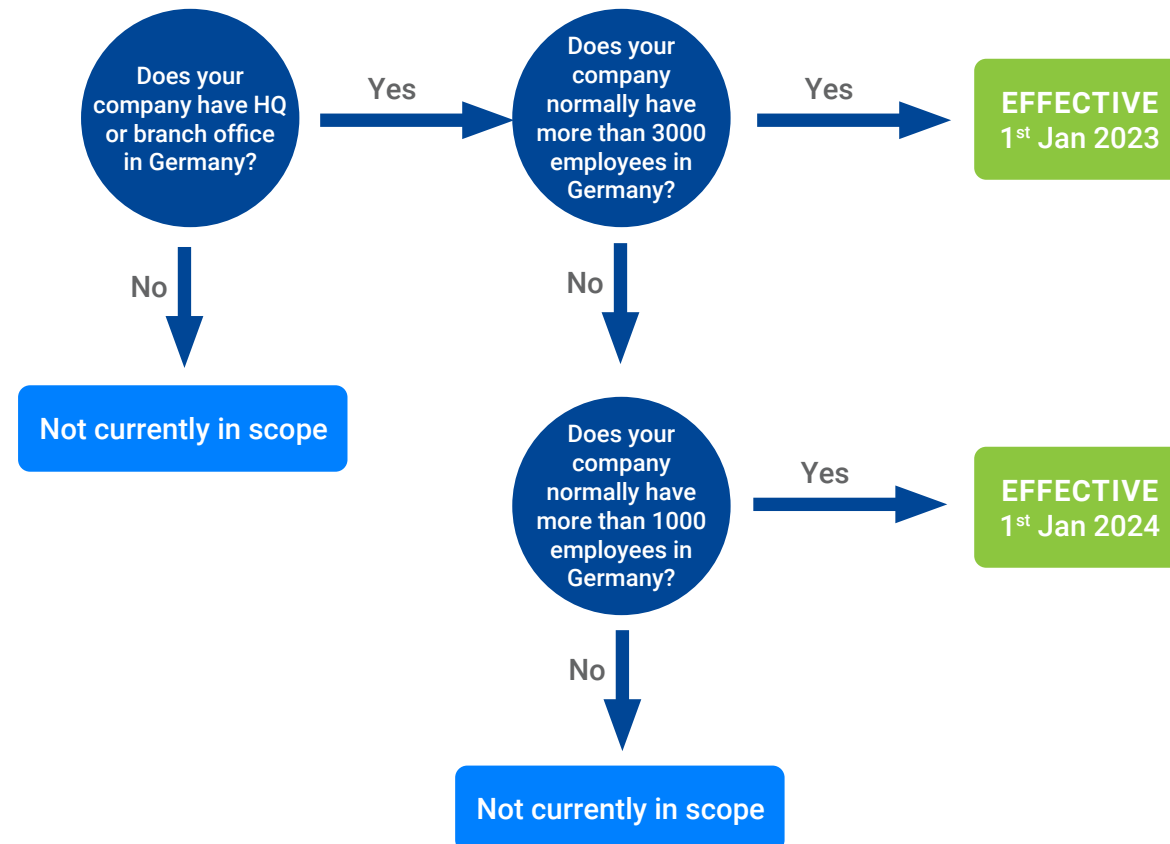 Does your
company have HQ
or branch office
in Germany?
Yes
Does your
company
normally have
more than 3000
employees in
Germany?
Yes
EFFECTIVE
1st Jan 2023
No
Not currently in scope
No
Does your
company
normally have
more than 1000
employees in
Germany?
Yes
EFFECTIVE
1st Jan 2024
No
Not currently in scope